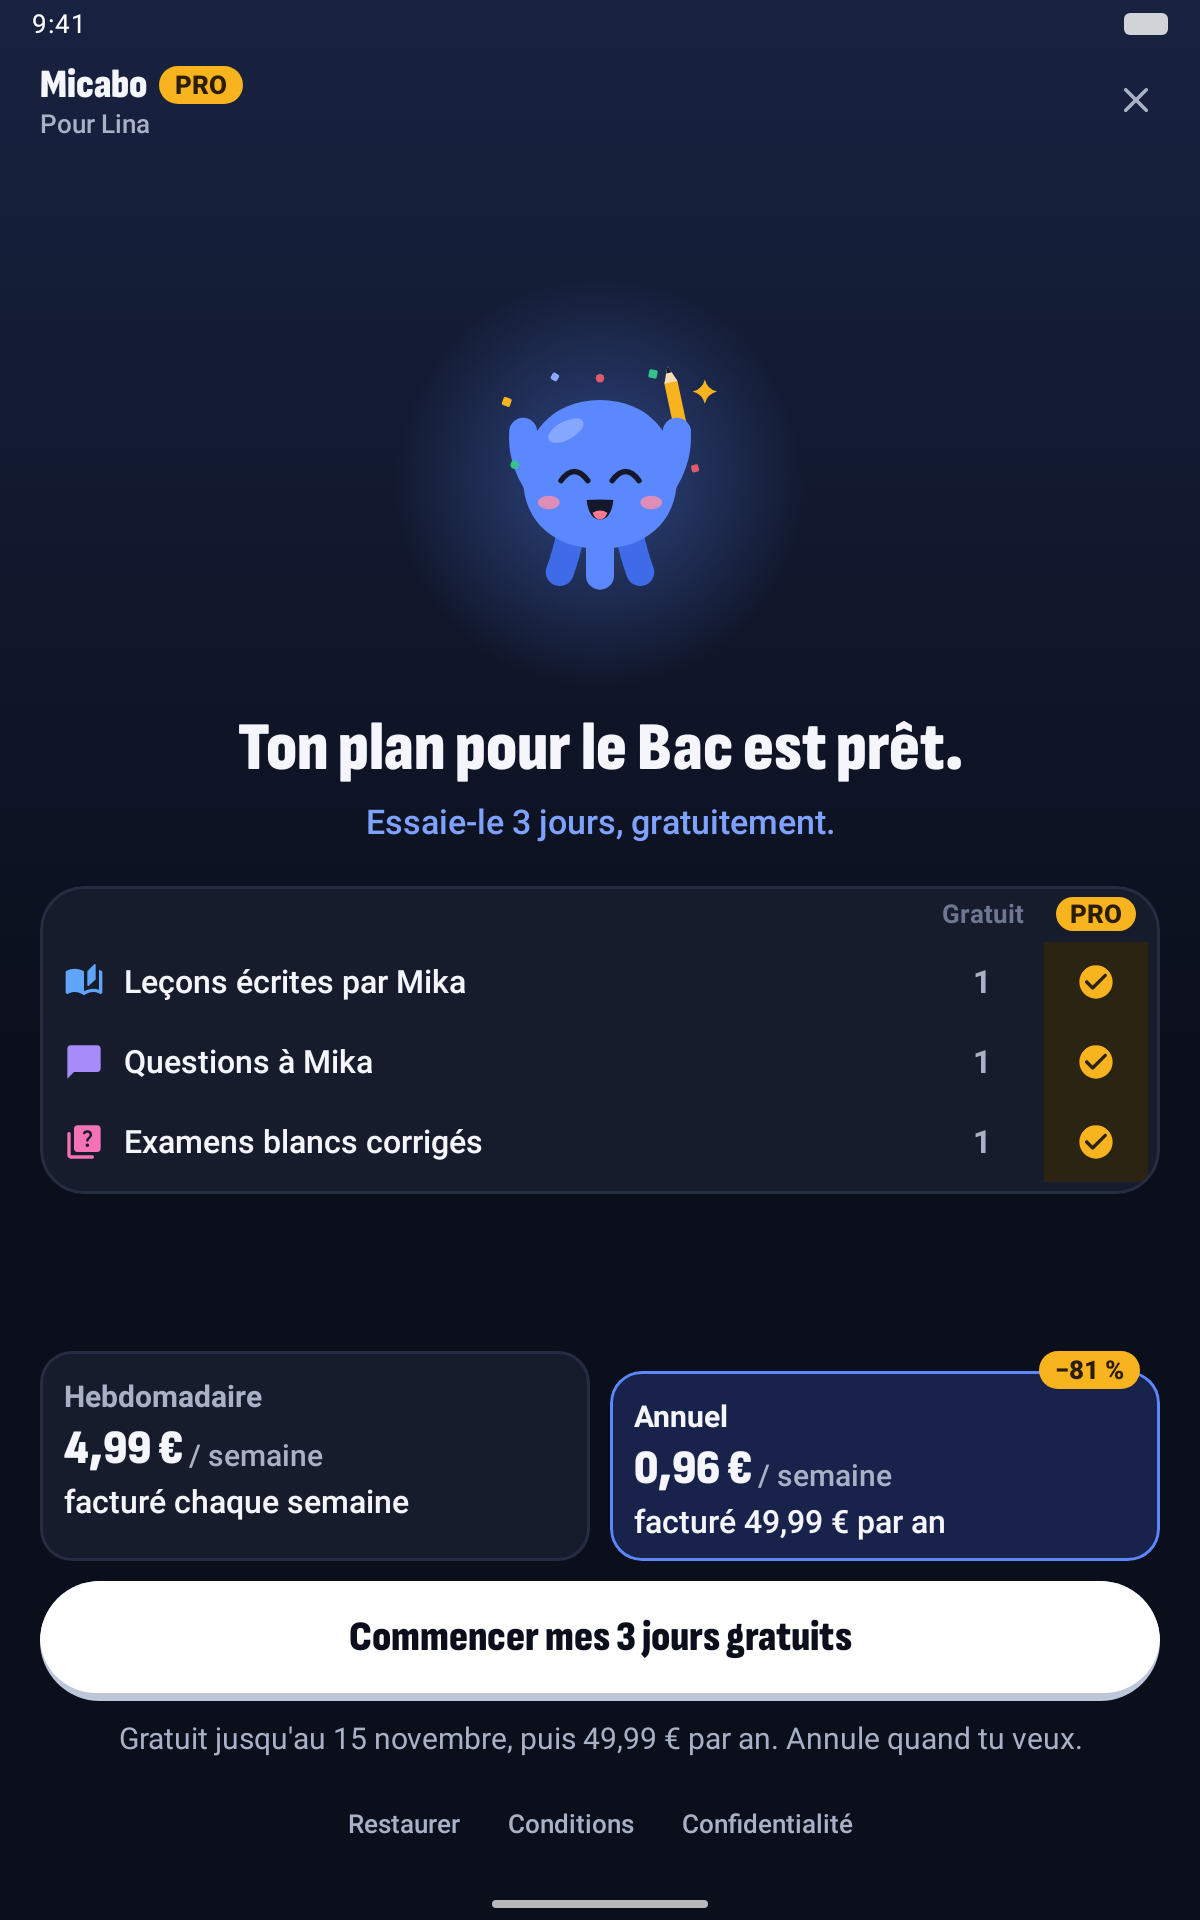 9:41
Micabo PRO
Pour Lina
Ton plan pour le Bac est prêt.
Essaie-le 3 jours, gratuitement.
Gratuit PRO
Leçons écrites par Mika 1
Questions à Mika 1
? Examens blancs corrigés 1
Hebdomadaire
4,99 € / semaine
facturé chaque semaine
−81 %
Annuel
0,96 € / semaine
facturé 49,99 € par an
Commencer mes 3 jours gratuits
Gratuit jusqu'au 15 novembre, puis 49,99 € par an. Annule quand tu veux.
Restaurer Conditions Confidentialité